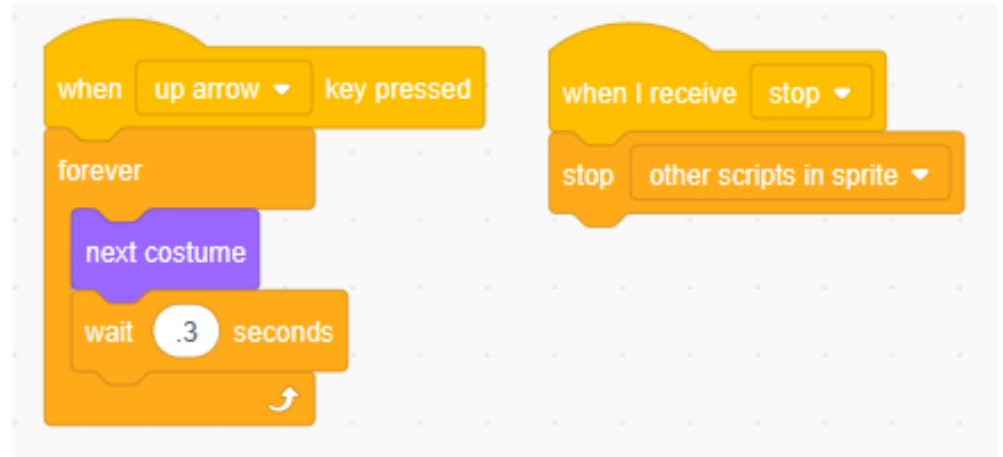 when up arrow key pressed
forever
next costume
wait .3 seconds
when I receive stop
stop other scripts in sprite